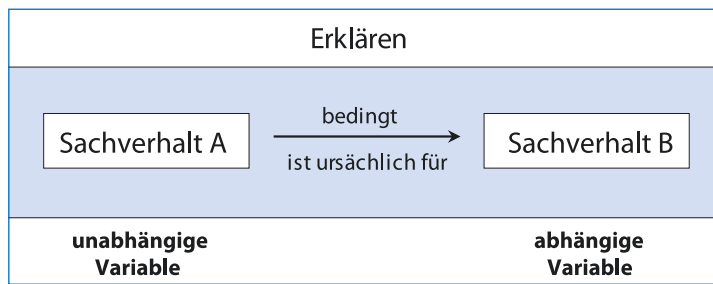 Erklären
bedingt
Sachverhalt A
Sachverhalt B
ist ursächlich für
unabhängige
Variable
abhängige
Variable